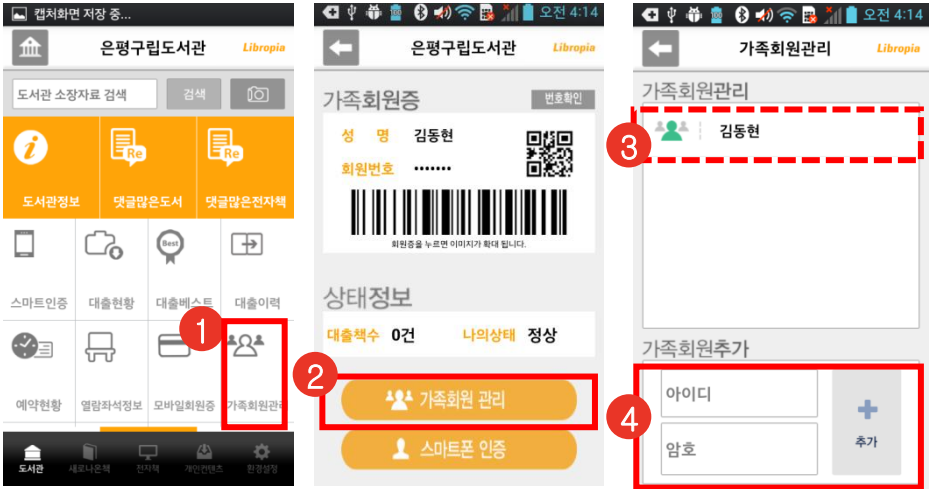 캡처화면 저장 중...
은평구립도서관
Libropia
도서관 소장자료 검색
검색
Re
Re
도서관정보
댓글많은도서
댓글많은전자책
Best
스마트인증
대출현황
대출베스트
대출이력
1
예약현황
열람좌석정보
모바일회원증
가족회원관리
도서관
새로나온책
전자책
개인컨텐츠
환경설정
100
오전 4:14
은평구립도서관
Libropia
가족회원증
번호확인
성 명 김동현
회원번호 •••••••
회원증을 누르면 이미지가 확대 됩니다.
상태정보
대출책수 0건 나의상태 정상
2
가족회원 관리
스마트폰 인증
100
오전 4:14
가족회원관리
Libropia
가족회원관리
3
김동현
가족회원추가
4
아이디
암호
추가